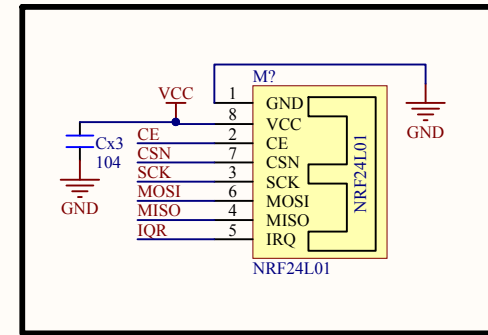 M?
VCC
1 GND
8 VCC
CE 2 CE
CSN 7 CSN
SCK 3 SCK
MOSI 6 MOSI
MISO 4 MISO
IQR 5 IRQ
NRF24L01
NRF24L01
Cx3
104
GND
GND